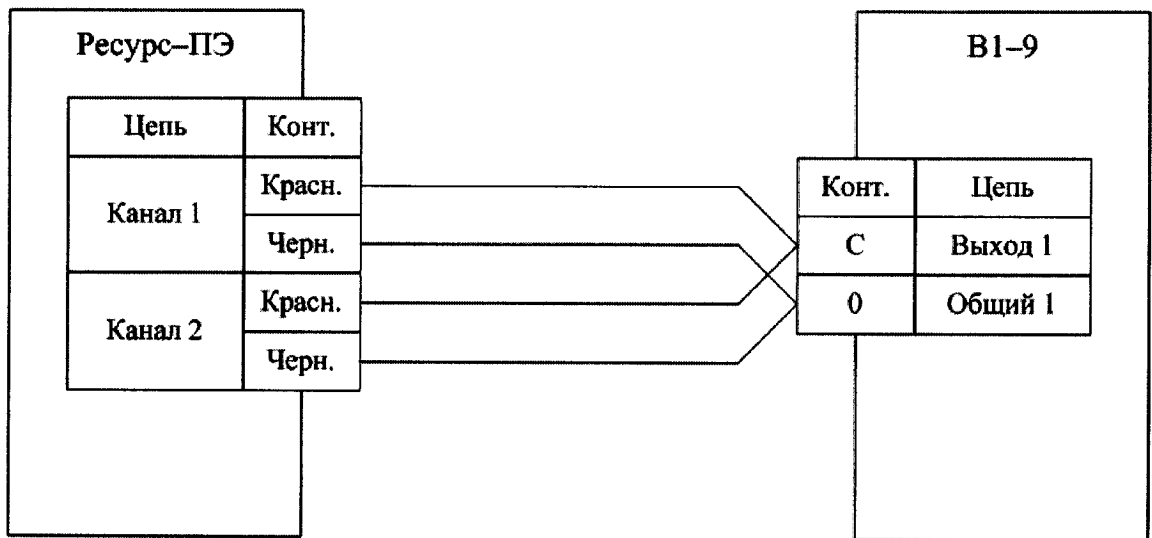 Ресурс–ПЭ
Цепь Конт.
Канал 1 Красн.
Черн.
Канал 2 Красн.
Черн.
В1–9
Конт. Цепь
С Выход 1
0 Общий 1